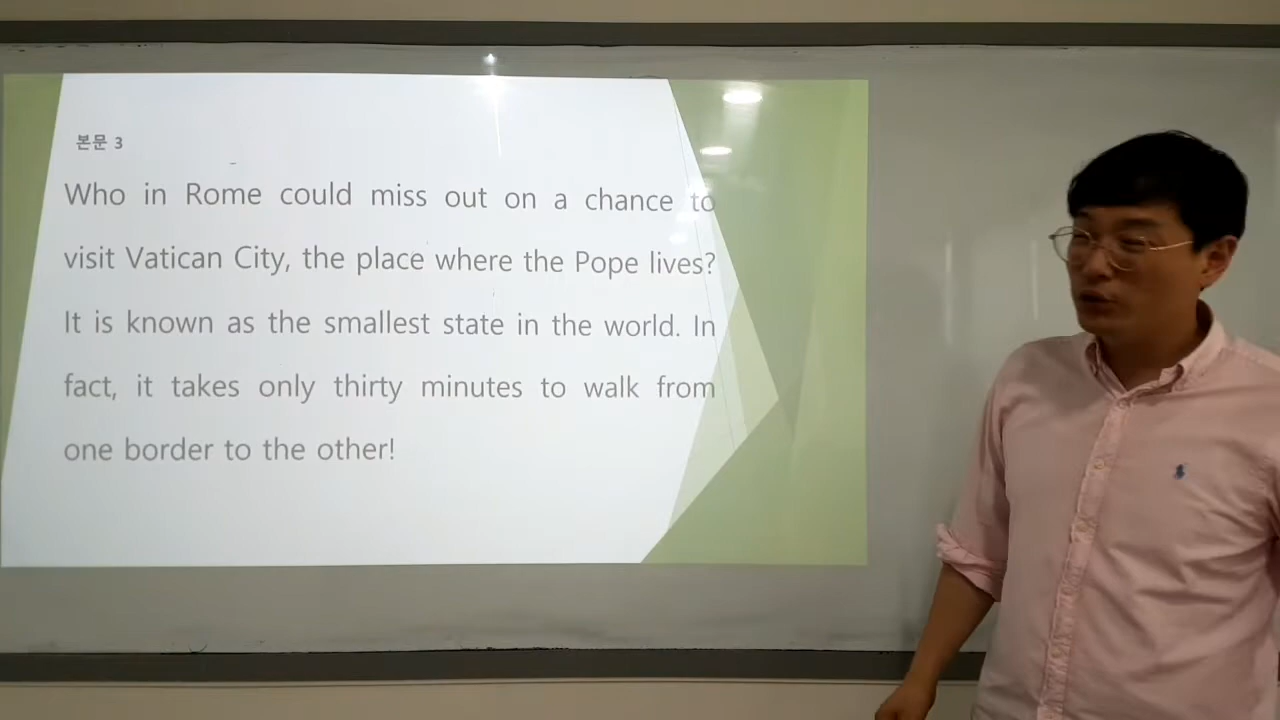 본문 3
Who in Rome could miss out on a chance to
visit Vatican City, the place where the Pope lives?
It is known as the smallest state in the world. In
fact, it takes only thirty minutes to walk from
one border to the other!